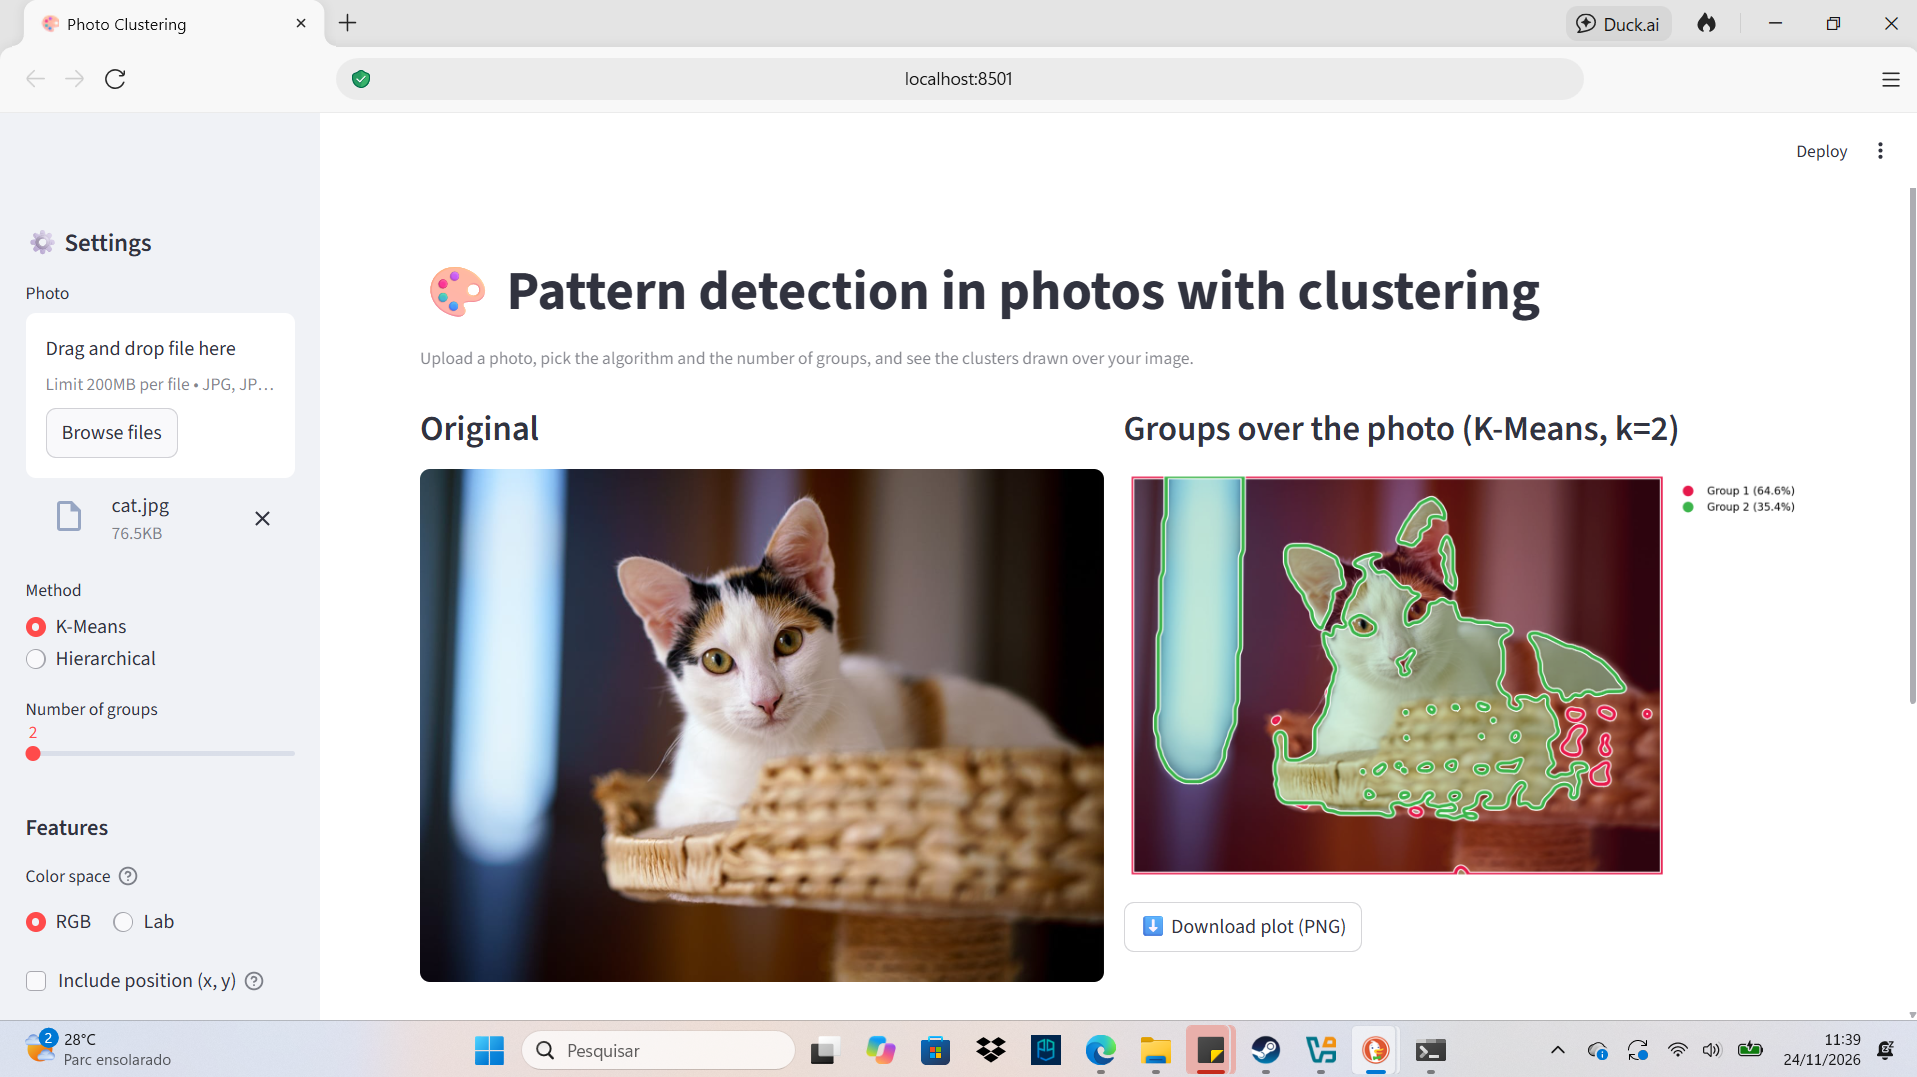 Photo Clustering
Duck.ai
localhost:8501
Deploy
Settings
Photo
Drag and drop file here
Limit 200MB per file • JPG, JP…
Browse files
cat.jpg
76.5KB
Method
K-Means
Hierarchical
Number of groups
2
Features
Color space
RGB
Lab
Include position (x, y)
Pattern detection in photos with clustering
Upload a photo, pick the algorithm and the number of groups, and see the clusters drawn over your image.
Original
Groups over the photo (K-Means, k=2)
Group 1 (64.6%)
Group 2 (35.4%)
Download plot (PNG)
2
28°C
Parc ensolarado
Pesquisar
11:39
24/11/2026